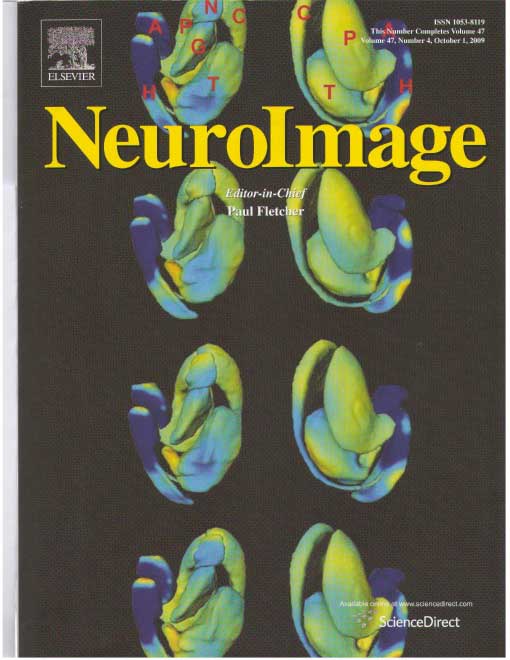 ISSN 1053-8119
This Number Completes Volume 47
Volume 47, Number 4, October 1, 2009
N
A P C C P A
G
H T T H
ELSEVIER
NeuroImage
Editor-in-Chief
Paul Fletcher
Available online at www.sciencedirect.com
ScienceDirect